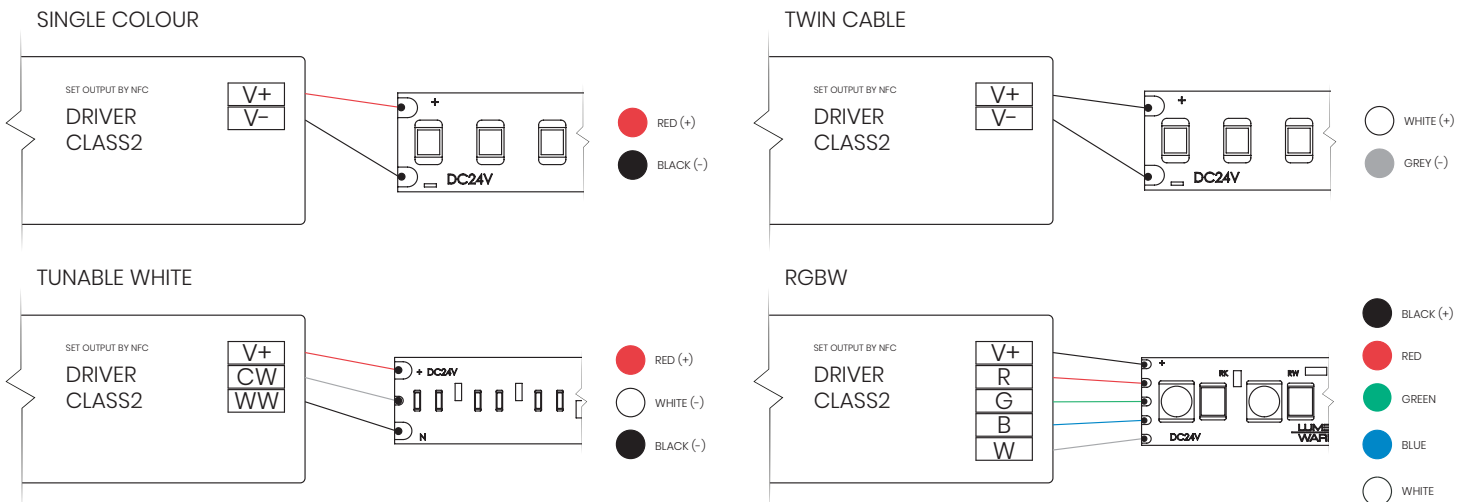 SINGLE COLOUR
SET OUTPUT BY NFC
DRIVER
CLASS2
V+
V-
+
-
DC24V
RED (+)
BLACK (-)
TWIN CABLE
SET OUTPUT BY NFC
DRIVER
CLASS2
V+
V-
+
-
DC24V
WHITE (+)
GREY (-)
TUNABLE WHITE
SET OUTPUT BY NFC
DRIVER
CLASS2
V+
CW
WW
+ DC24V
N
RED (+)
WHITE (-)
BLACK (-)
RGBW
SET OUTPUT BY NFC
DRIVER
CLASS2
V+
R
G
B
W
+
RK
RW
DC24V
BLACK (+)
RED
GREEN
BLUE
WHITE